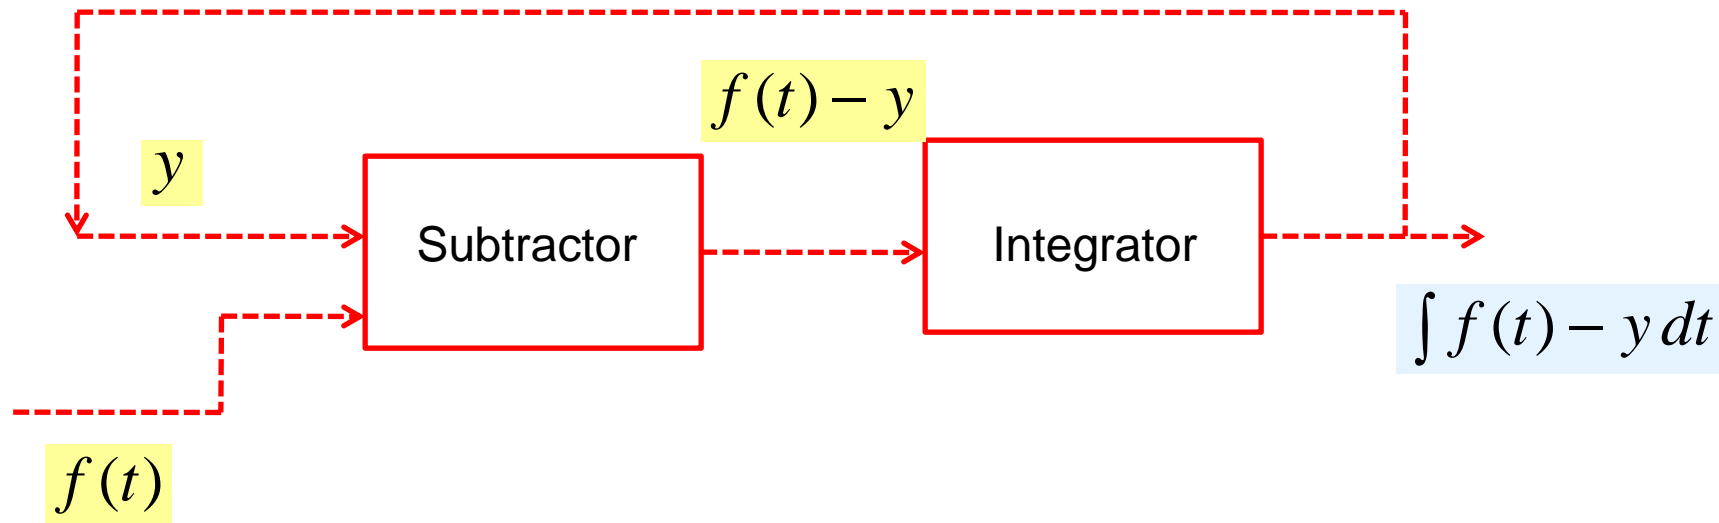 f(t) − y
y
Subtractor
Integrator
∫ f(t) − y dt
f(t)